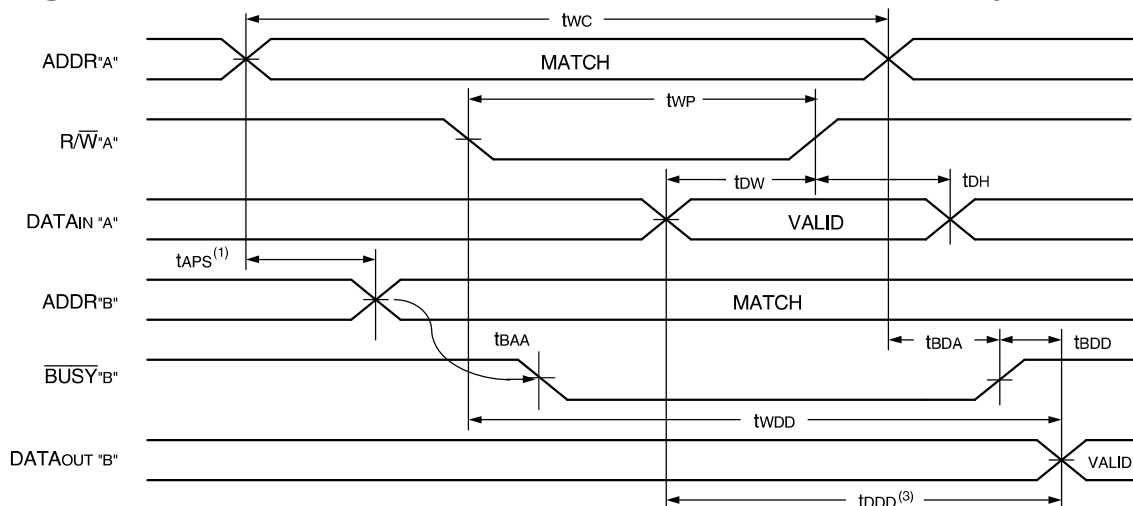 tWC
ADDR"A"
MATCH
tWP
R/W"A"
tDW
tDH
DATAIN "A"
VALID
tAPS(1)
ADDR"B"
MATCH
tBAA
tBDA
tBDD
BUSY"B"
tWDD
DATAOUT "B"
VALID
tDDD(3)